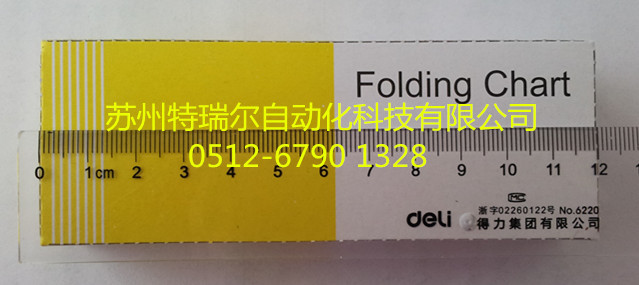 Folding Chart
苏州特瑞尔自动化科技有限公司
0512-6790 1328
0 1cm 2 3 4 5 6 7 8 9 10 11 12
MC
浙字02260122号 No.6220
deli 得力集团有限公司